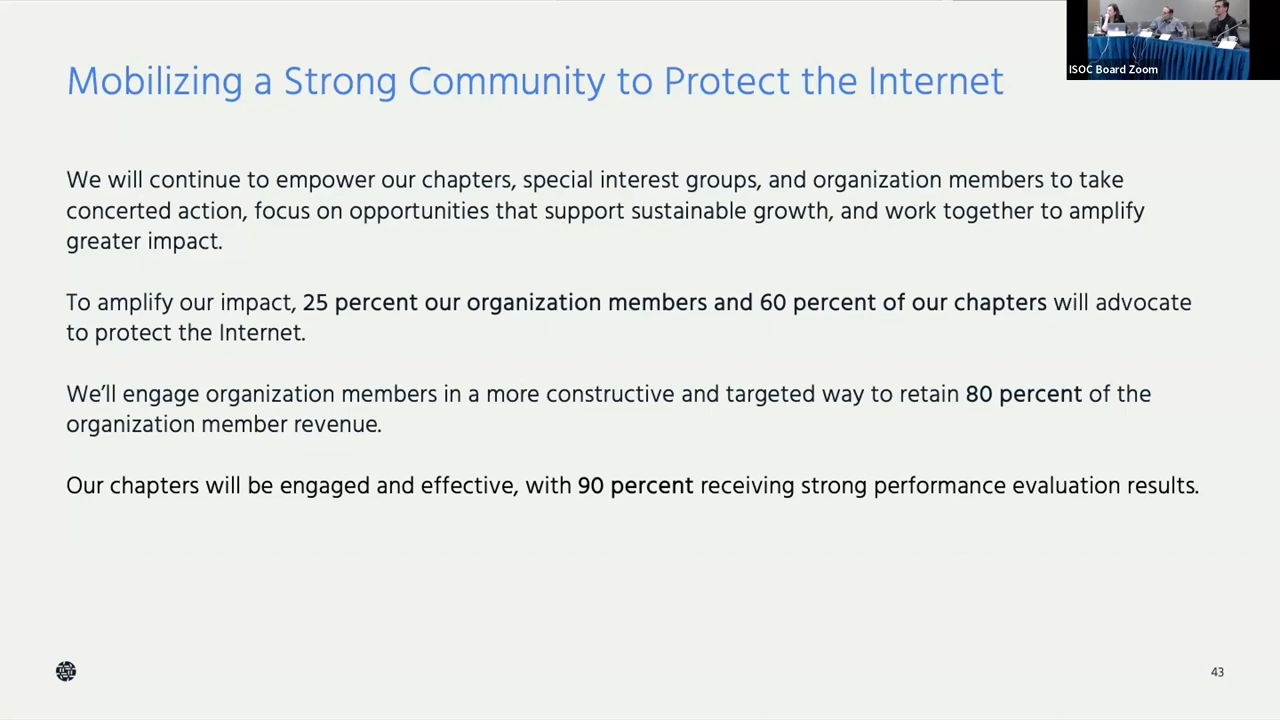 Mobilizing a Strong Community to Protect the Internet
ISOC Board Zoom
We will continue to empower our chapters, special interest groups, and organization members to take
concerted action, focus on opportunities that support sustainable growth, and work together to amplify
greater impact.
To amplify our impact, 25 percent our organization members and 60 percent of our chapters will advocate
to protect the Internet.
We’ll engage organization members in a more constructive and targeted way to retain 80 percent of the
organization member revenue.
Our chapters will be engaged and effective, with 90 percent receiving strong performance evaluation results.
43